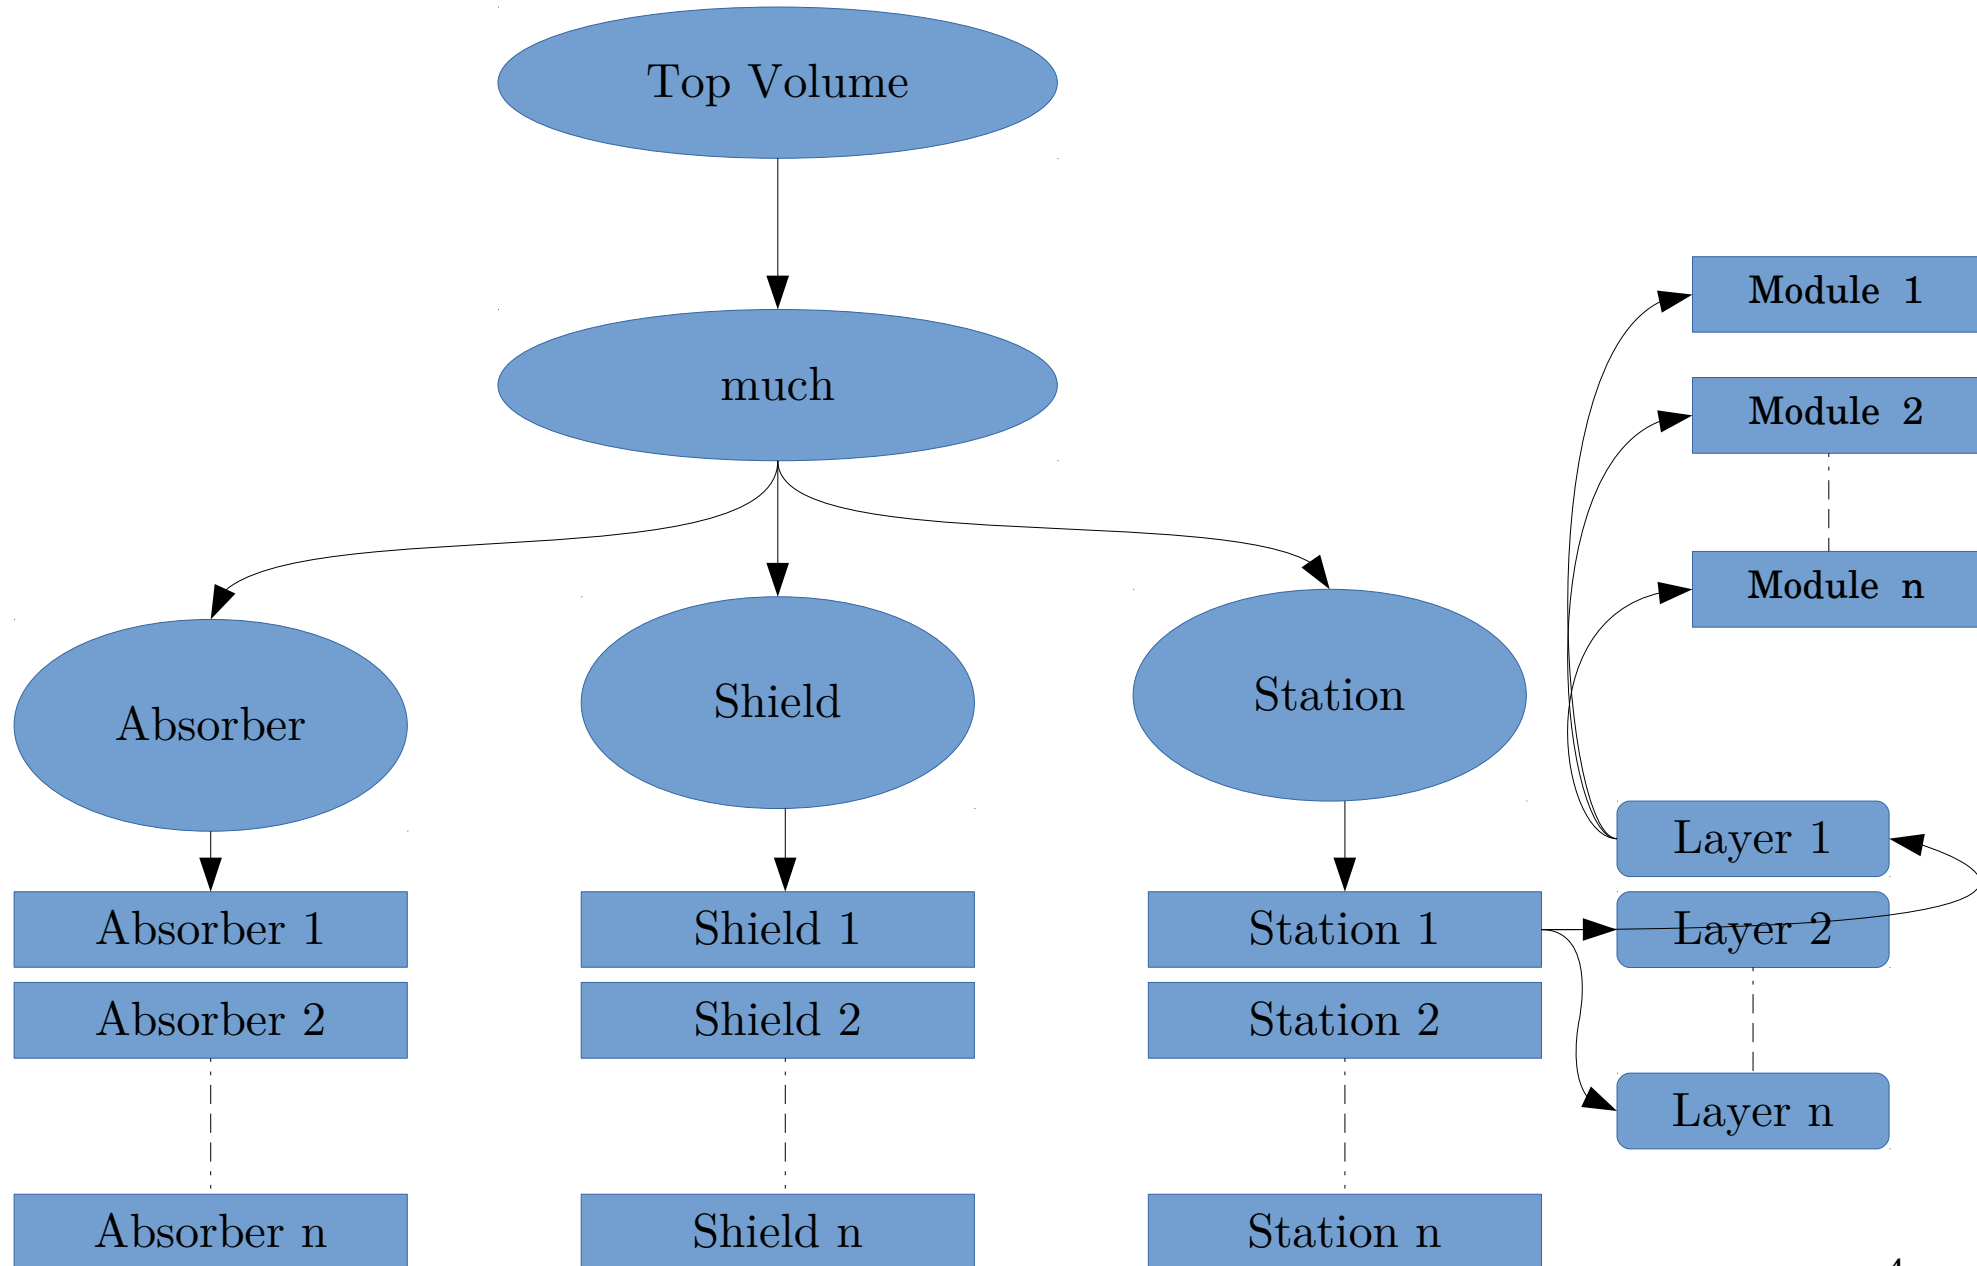 Top Volume
much
Absorber
Shield
Station
Absorber 1
Absorber 2
Absorber n
Shield 1
Shield 2
Shield n
Station 1
Station 2
Station n
Layer 1
Layer 2
Layer n
Module 1
Module 2
Module n